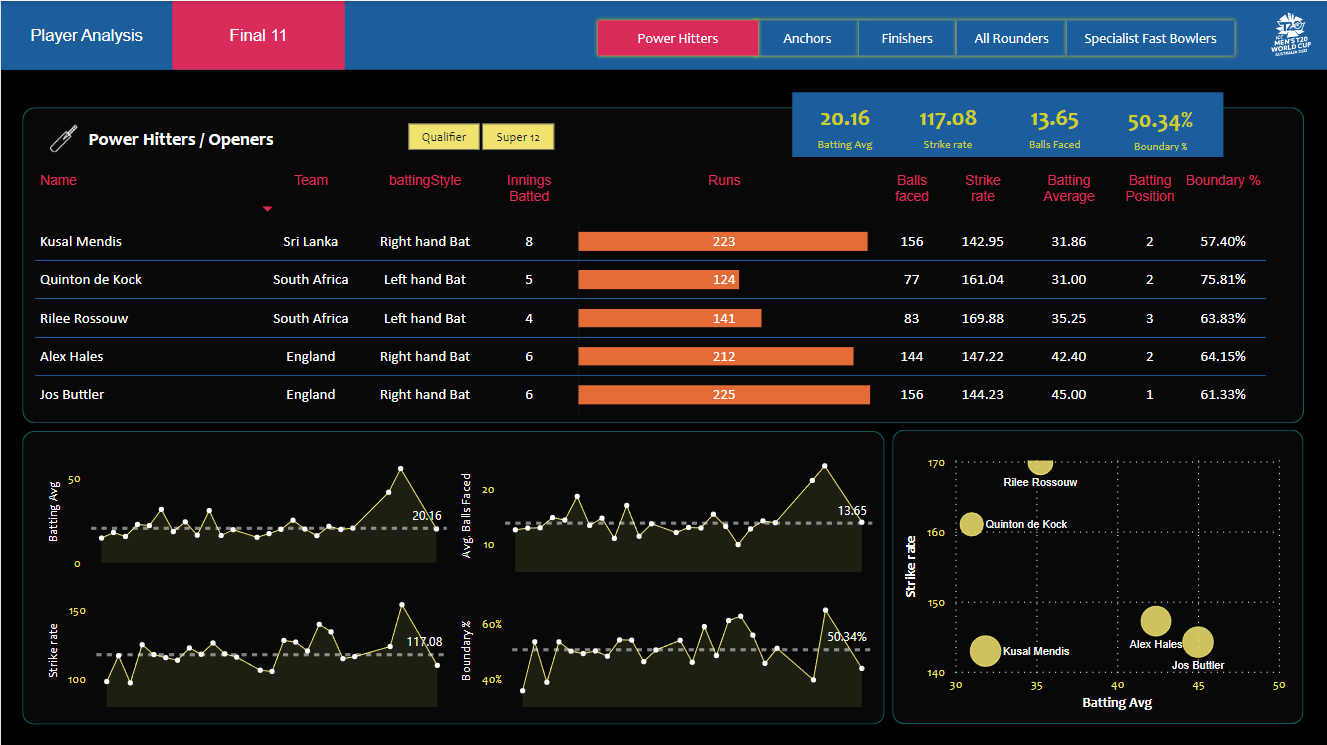 Player Analysis
Final 11
Power Hitters
Anchors
Finishers
All Rounders
Specialist Fast Bowlers
T20
ICC
MEN'S T20
WORLD CUP
AUSTRALIA 2022
Power Hitters / Openers
Qualifier
Super 12
20.16 117.08 13.65 50.34%
Batting Avg Strike rate Balls Faced Boundary %
Name Team battingStyle Innings Batted Runs Balls faced Strike rate Batting Average Batting Position Boundary %
Kusal Mendis Sri Lanka Right hand Bat 8 223 156 142.95 31.86 2 57.40%
Quinton de Kock South Africa Left hand Bat 5 124 77 161.04 31.00 2 75.81%
Rilee Rossouw South Africa Left hand Bat 4 141 83 169.88 35.25 3 63.83%
Alex Hales England Right hand Bat 6 212 144 147.22 42.40 2 64.15%
Jos Buttler England Right hand Bat 6 225 156 144.23 45.00 1 61.33%
Batting Avg
50
0
20.16
Avg. Balls Faced
20
10
13.65
Strike rate
150
100
117.08
Boundary %
60%
40%
50.34%
Strike rate
170
160
150
140
Rilee Rossouw
Quinton de Kock
Alex Hales
Kusal Mendis
Jos Buttler
30 35 40 45 50
Batting Avg